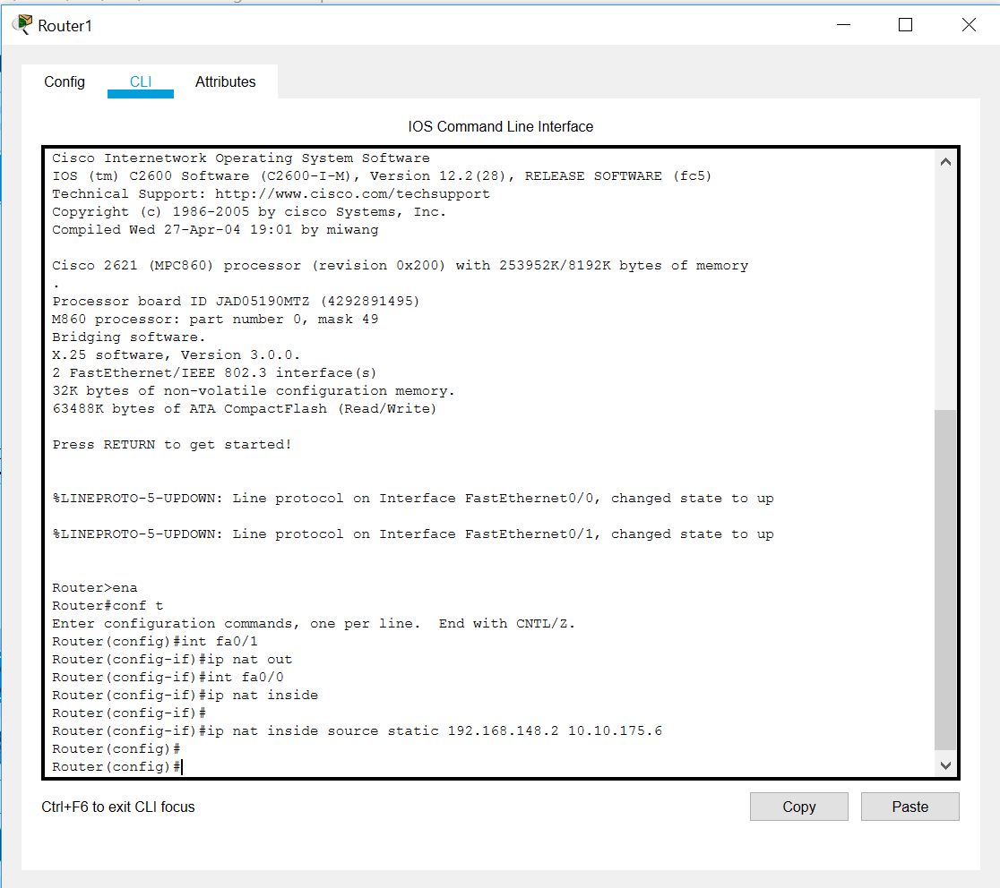 Router1
Config CLI Attributes
IOS Command Line Interface
Cisco Internetwork Operating System Software
IOS (tm) C2600 Software (C2600-I-M), Version 12.2(28), RELEASE SOFTWARE (fc5)
Technical Support: http://www.cisco.com/techsupport
Copyright (c) 1986-2005 by cisco Systems, Inc.
Compiled Wed 27-Apr-04 19:01 by miwang
Cisco 2621 (MPC860) processor (revision 0x200) with 253952K/8192K bytes of memory
.
Processor board ID JAD05190MTZ (4292891495)
M860 processor: part number 0, mask 49
Bridging software.
X.25 software, Version 3.0.0.
2 FastEthernet/IEEE 802.3 interface(s)
32K bytes of non-volatile configuration memory.
63488K bytes of ATA CompactFlash (Read/Write)
Press RETURN to get started!
%LINEPROTO-5-UPDOWN: Line protocol on Interface FastEthernet0/0, changed state to up
%LINEPROTO-5-UPDOWN: Line protocol on Interface FastEthernet0/1, changed state to up
Router>ena
Router#conf t
Enter configuration commands, one per line.  End with CNTL/Z.
Router(config)#int fa0/1
Router(config-if)#ip nat out
Router(config-if)#int fa0/0
Router(config-if)#ip nat inside
Router(config-if)#
Router(config-if)#ip nat inside source static 192.168.148.2 10.10.175.6
Router(config)#
Router(config)#
Ctrl+F6 to exit CLI focus
Copy Paste